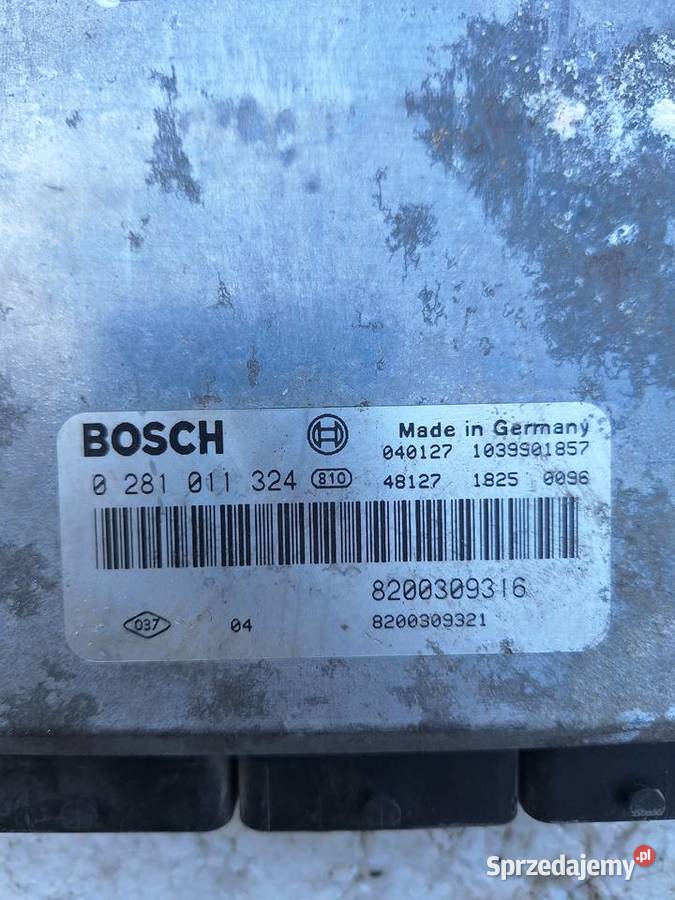 BOSCH
Made in Germany
040127 1039S01857
0 281 011 324 810
48127 1825 0096
8200309316
037 04
8200309321
Sprzedajemy.pl